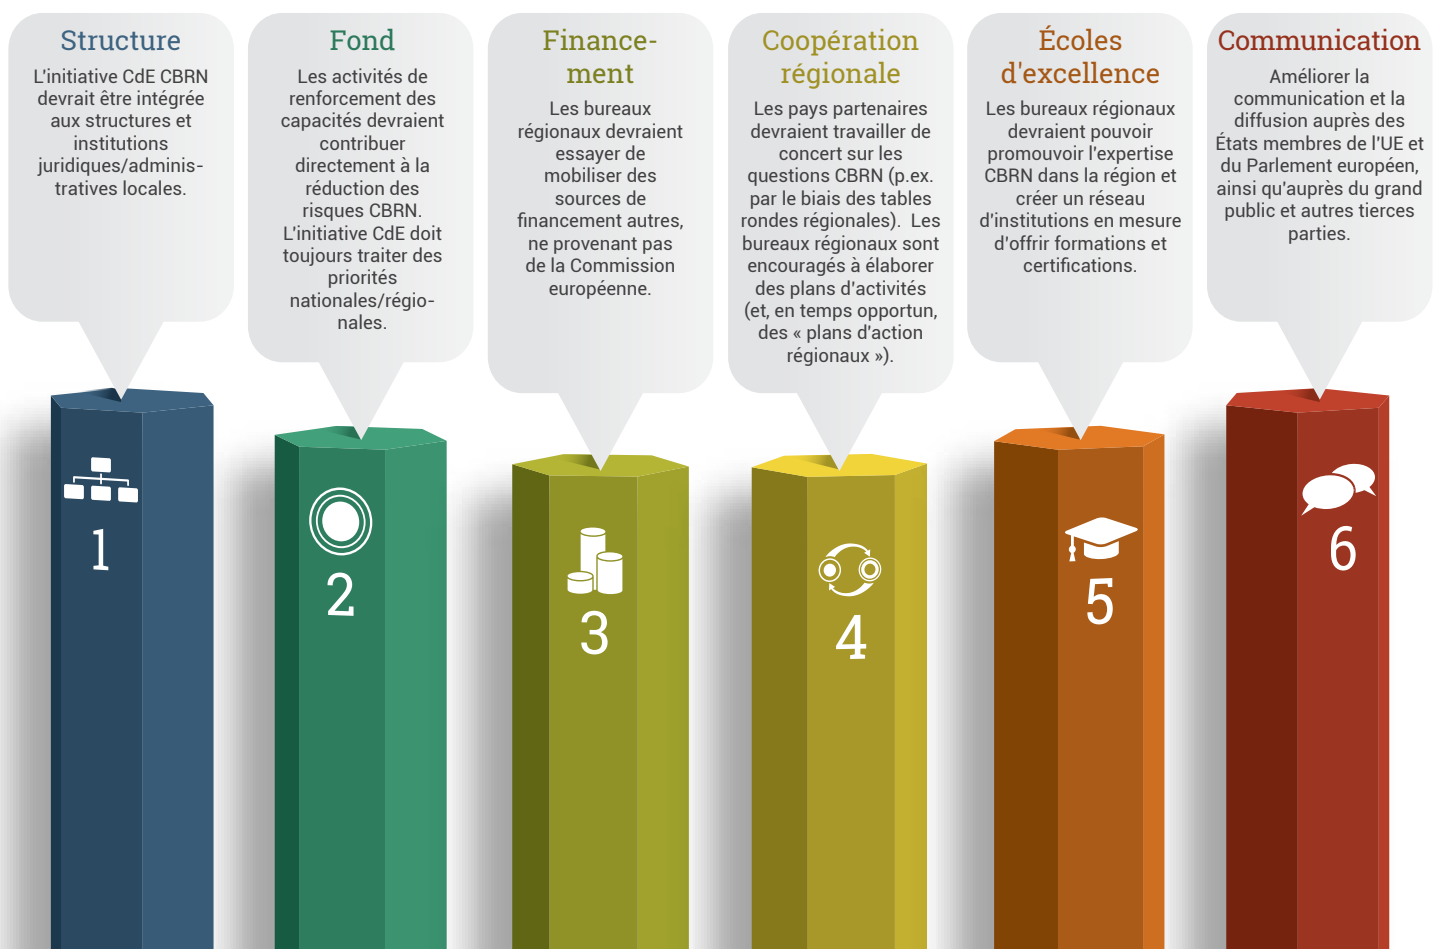 Structure
L'initiative CdE CBRN
devrait être intégrée
aux structures et
institutions
juridiques/adminis-
tratives locales.
Fond
Les activités de
renforcement des
capacités devraient
contribuer
directement à la
réduction des
risques CBRN.
L'initiative CdE doit
toujours traiter des
priorités
nationales/régio-
nales.
Finance-
ment
Les bureaux
régionaux devraient
essayer de
mobiliser des
sources de
financement autres,
ne provenant pas
de la Commission
européenne.
Coopération
régionale
Les pays partenaires
devraient travailler de
concert sur les
questions CBRN (p.ex.
par le biais des tables
rondes régionales).  Les
bureaux régionaux sont
encouragés à élaborer
des plans d'activités
(et, en temps opportun,
des « plans d'action
régionaux »).
Écoles
d'excellence
Les bureaux régionaux
devraient pouvoir
promouvoir l'expertise
CBRN dans la région et
créer un réseau
d'institutions en mesure
d'offrir formations et
certifications.
Communication
Améliorer la
communication et la
diffusion auprès des
États membres de l'UE et
du Parlement européen,
ainsi qu'auprès du grand
public et autres tierces
parties.
1
2
3
4
5
6